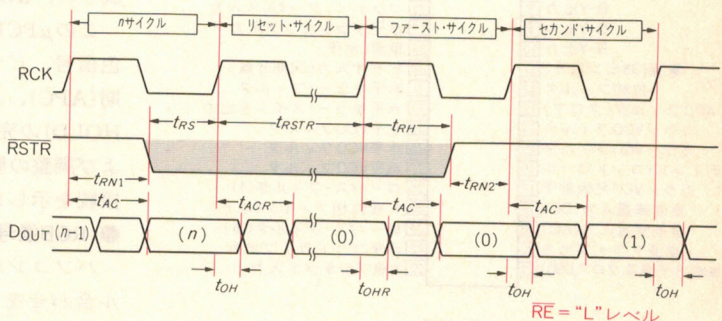 nサイクル リセット・サイクル ファースト・サイクル セカンド・サイクル
RCK
tRS tRSTR tRH
RSTR
tRN1 tRN2
tAC tACR tAC tAC
DOUT (n-1) (n) (0) (0) (1)
tOH tOHR tOH tOH
RE="L"レベル